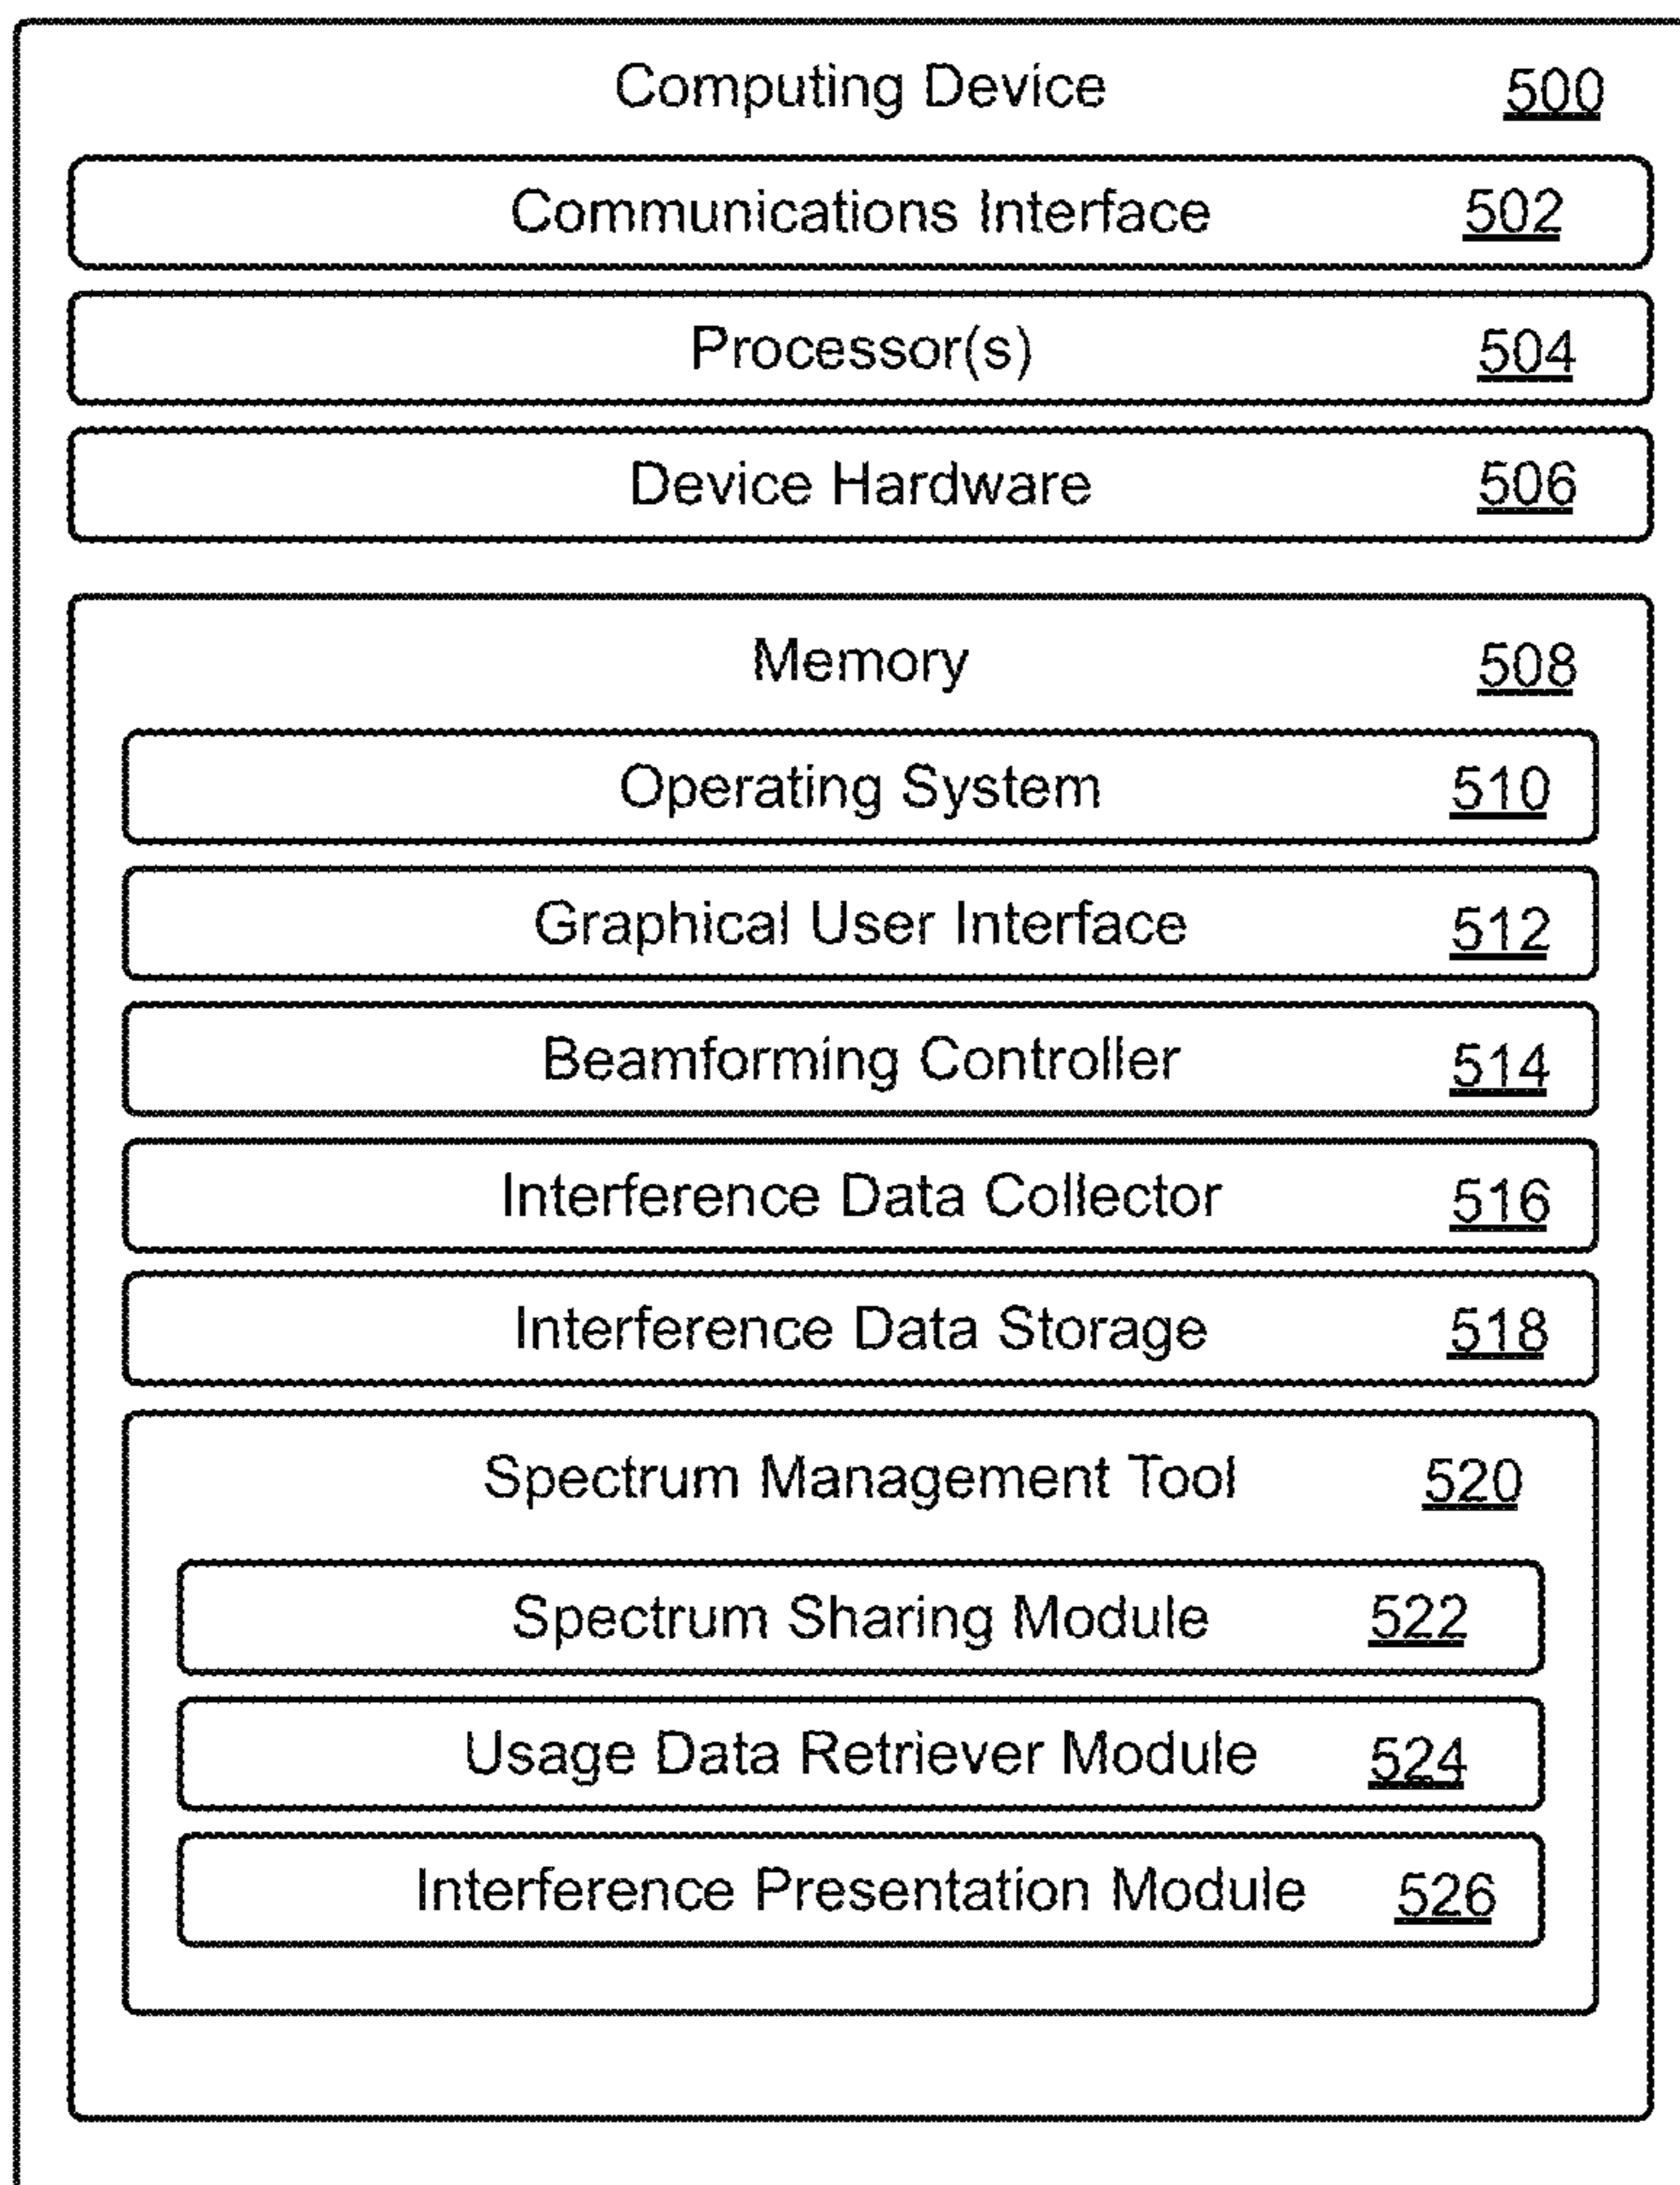 Computing Device 500
Communications Interface 502
Processor(s) 504
Device Hardware 506
Memory 508
Operating System 510
Graphical User Interface 512
Beamforming Controller 514
Interference Data Collector 516
Interference Data Storage 518
Spectrum Management Tool 520
Spectrum Sharing Module 522
Usage Data Retriever Module 524
Interference Presentation Module 526